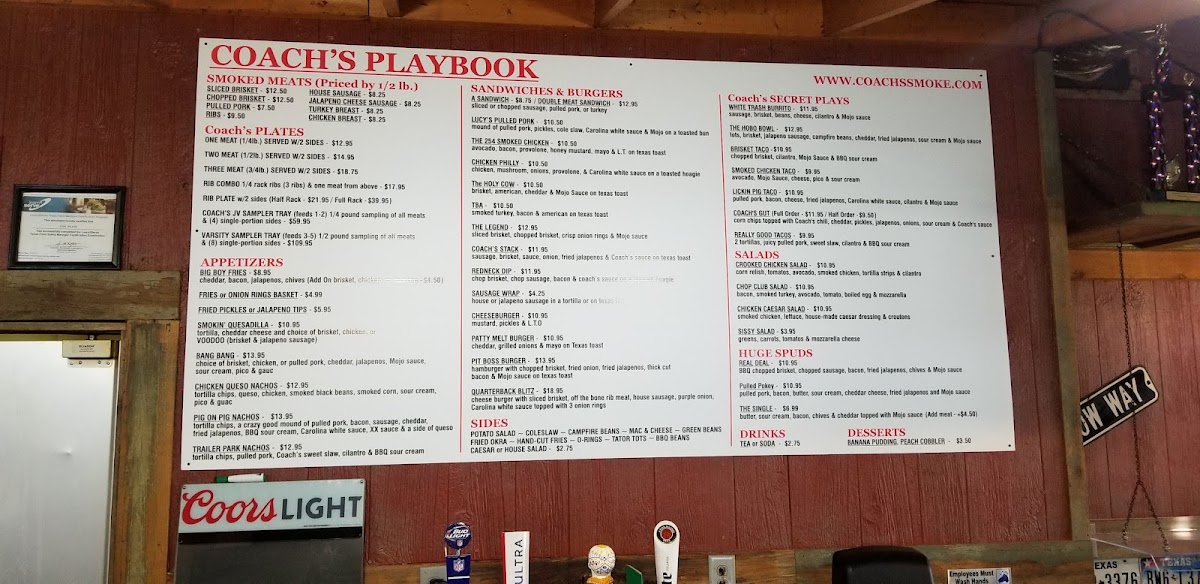 COACH'S PLAYBOOK
WWW.COACHSSMOKE.COM
SMOKED MEATS (Priced by 1/2 lb.)
SLICED BRISKET - $12.50
CHOPPED BRISKET - $12.50
PULLED PORK - $7.50
RIBS - $9.50
HOUSE SAUSAGE - $8.25
JALAPENO CHEESE SAUSAGE - $8.25
TURKEY BREAST - $8.25
CHICKEN BREAST - $8.25
Coach's PLATES
ONE MEAT (1/4lb.) SERVED W/2 SIDES - $12.95
TWO MEAT (1/2lb.) SERVED W/2 SIDES - $14.95
THREE MEAT (3/4lb.) SERVED W/2 SIDES - $18.75
RIB COMBO 1/4 rack ribs (3 ribs) & one meat from above - $17.95
RIB PLATE w/2 sides (Half Rack - $21.95 / Full Rack - $39.95)
COACH'S JV SAMPLER TRAY (feeds 1-2) 1/4 pound sampling of all meats
& (4) single-portion sides - $59.95
VARSITY SAMPLER TRAY (feeds 3-5) 1/2 pound sampling of all meats
& (8) single-portion sides - $109.95
APPETIZERS
BIG BOY FRIES - $8.95
cheddar, bacon, jalapenos, chives (Add On brisket, - $1.50)
FRIES or ONION RINGS BASKET - $4.99
FRIED PICKLES or JALAPENO TIPS - $5.95
SMOKIN' QUESADILLA - $10.95
tortilla, cheddar cheese and choice of brisket, chicken, or
VOODOO (brisket & jalapeno sausage)
BANG BANG - $13.95
choice of brisket, chicken, or pulled pork, cheddar, jalapenos, Mojo sauce,
sour cream, pico & gauc
CHICKEN QUESO NACHOS - $12.95
tortilla chips, queso, chicken, smoked black beans, smoked corn, sour cream,
pico & guac
PIG ON PIG NACHOS - $13.95
tortilla chips, a crazy good mound of pulled pork, bacon, sausage, cheddar,
fried jalapenos, BBQ sour cream, Carolina white sauce, XX sauce & a side of queso
TRAILER PARK NACHOS - $12.95
tortilla chips, pulled pork, Coach's sweet slaw, cilantro & BBQ sour cream
SANDWICHES & BURGERS
A SANDWICH - $8.75 / DOUBLE MEAT SANDWICH - $12.95
sliced or chopped sausage, pulled pork, or turkey
LUCY'S PULLED PORK - $10.50
mound of pulled pork, pickles, cole slaw, Carolina white sauce & Mojo on a toasted bun
THE 254 SMOKED CHICKEN - $10.50
avocado, bacon, provolone, honey mustard, mayo & L.T. on texas toast
CHICKEN PHILLY - $10.50
chicken, mushroom, onions, provolone, & Carolina white sauce on a toasted hoagie
The HOLY COW - $10.50
brisket, american, cheddar & Mojo Sauce on texas toast
TBA - $10.50
smoked turkey, bacon & american on texas toast
THE LEGEND - $12.95
sliced brisket, chopped brisket, crisp onion rings & Mojo sauce
COACH'S STACK - $11.95
sausage, brisket, sauce, onion, fried jalapenos & Coach's sauce on texas toast
REDNECK DIP - $11.95
chop brisket, chop sausage, bacon & coach's sauce on a hoagie
SAUSAGE WRAP - $4.25
house or jalapeno sausage in a tortilla or on texas
CHEESEBURGER - $10.95
mustard, pickles & L.T.O
PATTY MELT BURGER - $10.95
cheddar, grilled onions & mayo on Texas toast
PIT BOSS BURGER - $13.95
hamburger with chopped brisket, fried onion, fried jalapenos, thick cut
bacon & Mojo sauce on texas toast
QUARTERBACK BLITZ - $18.95
cheese burger with sliced brisket, off the bone rib meat, house sausage, purple onion,
Carolina white sauce topped with 3 onion rings
SIDES
POTATO SALAD ~ COLESLAW ~ CAMPFIRE BEANS ~ MAC & CHEESE ~ GREEN BEANS
FRIED OKRA ~ HAND-CUT FRIES ~ O-RINGS ~ TATOR TOTS ~ BBQ BEANS
CAESAR or HOUSE SALAD - $2.75
Coach's SECRET PLAYS
WHITE TRASH BURRITO - $11.95
sausage, brisket, beans, cheese, cilantro & Mojo sauce
THE HOBO BOWL - $12.95
tots, brisket, jalapeno sausage, campfire beans, cheddar, fried jalapenos, sour cream & Mojo sauce
BRISKET TACO - $10.95
chopped brisket, cilantro, Mojo Sauce & BBQ sour cream
SMOKED CHICKEN TACO - $9.95
avocado, Mojo Sauce, cheese, pico & sour cream
LICKIN PIG TACO - $10.95
pulled pork, bacon, cheese, fried jalapenos, Carolina white sauce, cilantro & Mojo sauce
COACH'S GUT (Full Order - $11.95 / Half Order - $9.50)
corn chips topped with Coach's chili, cheddar, pickles, jalapenos, onions, sour cream & Coach's sauce
REALLY GOOD TACOS - $9.95
2 tortillas, juicy pulled pork, sweet slaw, cilantro & BBQ sour cream
SALADS
CROOKED CHICKEN SALAD - $10.95
corn relish, tomatos, avocado, smoked chicken, tortilla strips & cilantro
CHOP CLUB SALAD - $10.95
bacon, smoked turkey, avocado, tomato, boiled egg & mozzarella
CHICKEN CAESAR SALAD - $10.95
smoked chicken, lettuce, house-made caesar dressing & croutons
SISSY SALAD - $3.95
greens, carrots, tomatos & mozzarella cheese
HUGE SPUDS
REAL DEAL - $10.95
BBQ chopped brisket, chopped sausage, bacon, fried jalapenos, chives & Mojo sauce
Pulled Pokey - $10.95
pulled pork, bacon, butter, sour cream, cheddar cheese, fried jalapenos and Mojo sauce
THE SINGLE - $6.99
butter, sour cream, bacon, chives & cheddar topped with Mojo sauce (Add meat - +$4.50)
DRINKS
TEA or SODA - $2.75
DESSERTS
BANANA PUDDING, PEACH COBBLER - $3.50
OW WAY
Coors LIGHT
BUD LIGHT
ULTRA
Employees Must
Wash Hands
EXAS
3376
TEXAS